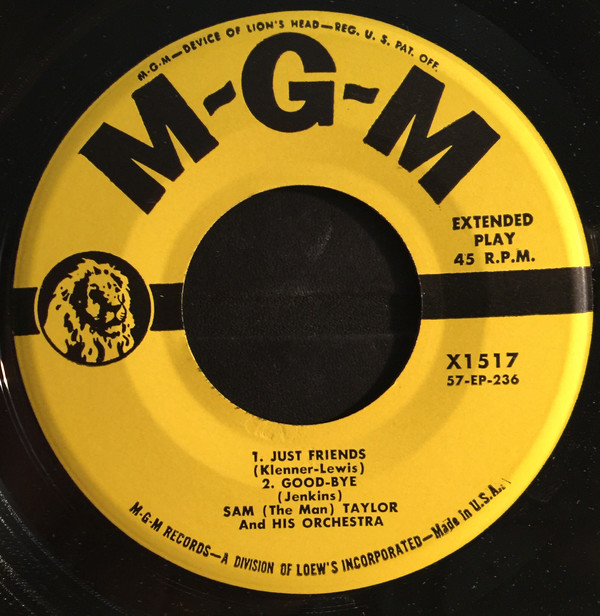 M-G-M—DEVICE OF LION'S HEAD—REG. U. S. PAT. OFF.
M-G-M
EXTENDED
PLAY
45 R.P.M.
X1517
57-EP-236
1. JUST FRIENDS
(Klenner-Lewis)
2. GOOD-BYE
(Jenkins)
SAM (The Man) TAYLOR
And HIS ORCHESTRA
M-G-M RECORDS—A DIVISION OF LOEW'S INCORPORATED—Made in U.S.A.